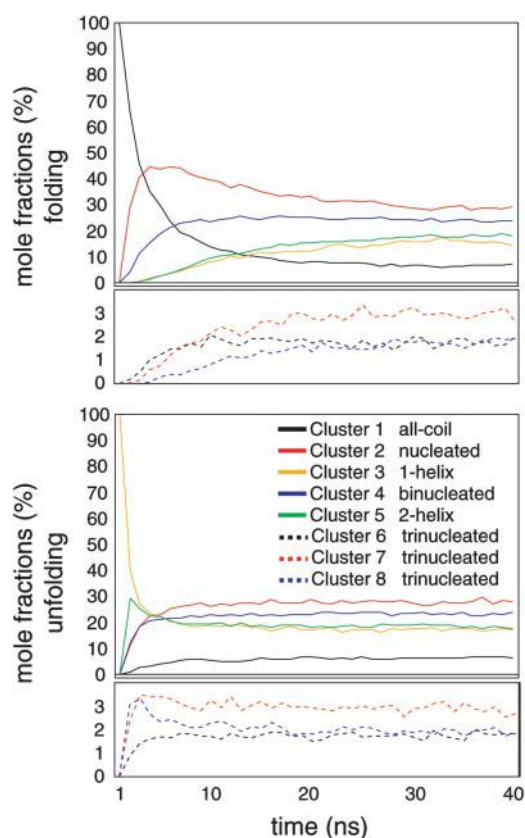 100
90
80
70
60
50
40
30
20
10
0
mole fractions (%)
folding
3
2
1
0
100
90
80
70
60
50
40
30
20
10
0
mole fractions (%)
unfolding
Cluster 1 all-coil
Cluster 2 nucleated
Cluster 3 1-helix
Cluster 4 binucleated
Cluster 5 2-helix
Cluster 6 trinucleated
Cluster 7 trinucleated
Cluster 8 trinucleated
3
2
1
0
1 10 20 30 40
time (ns)